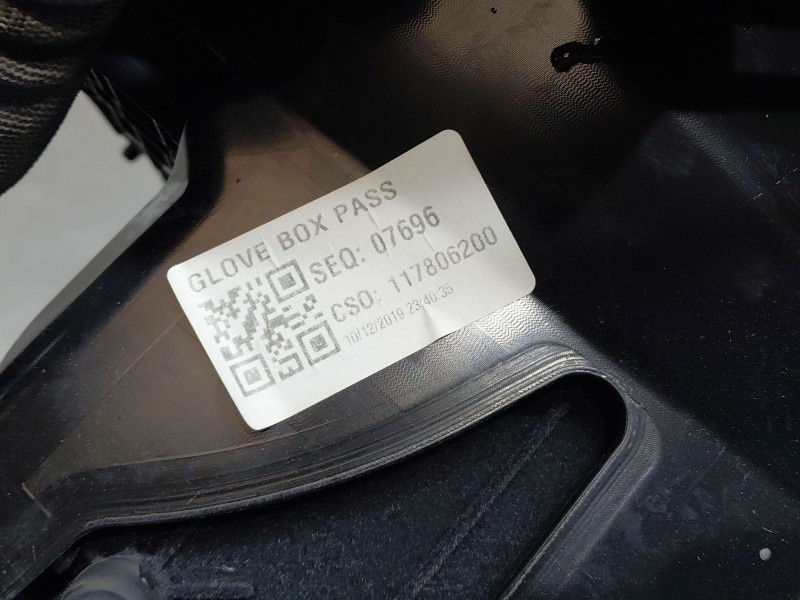 GLOVE BOX PASS
SEQ: 07696
CSO: 117806200
10/12/2019 23:40:35